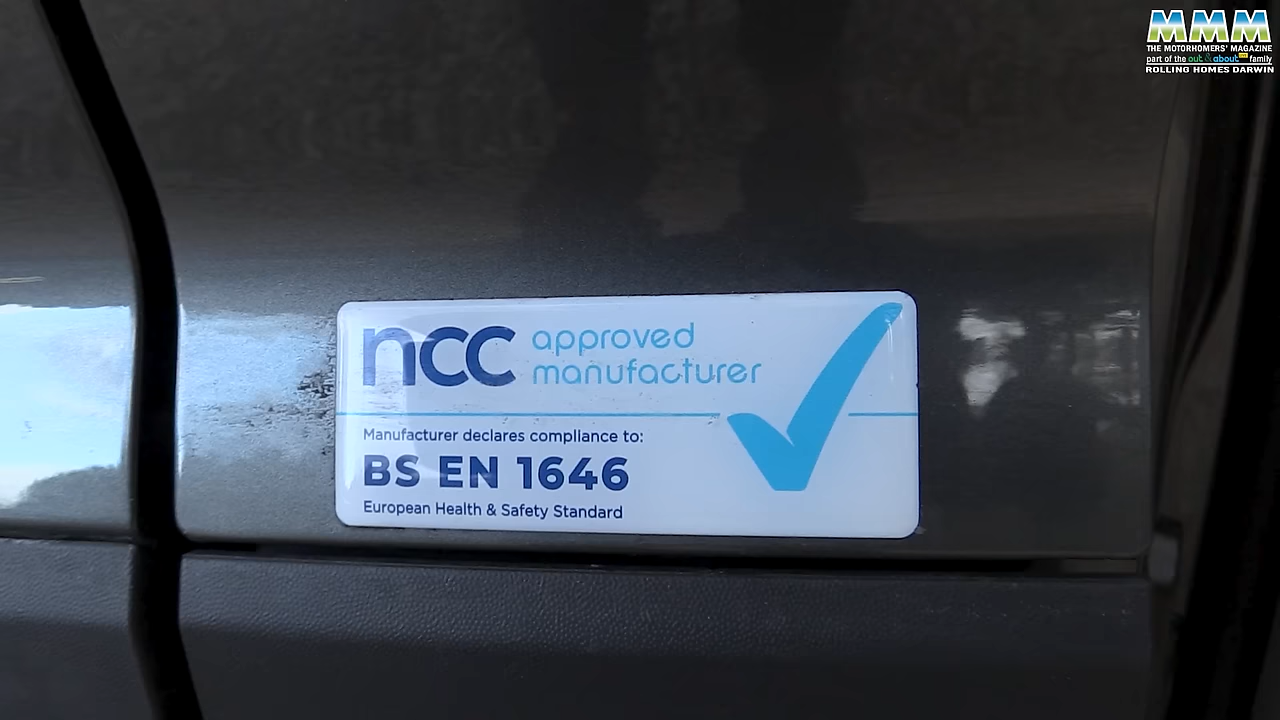 MMM
THE MOTORHOMERS' MAGAZINE
part of the out & about live family
ROLLING HOMES DARWIN
ncc approved
manufacturer
Manufacturer declares compliance to:
BS EN 1646
European Health & Safety Standard